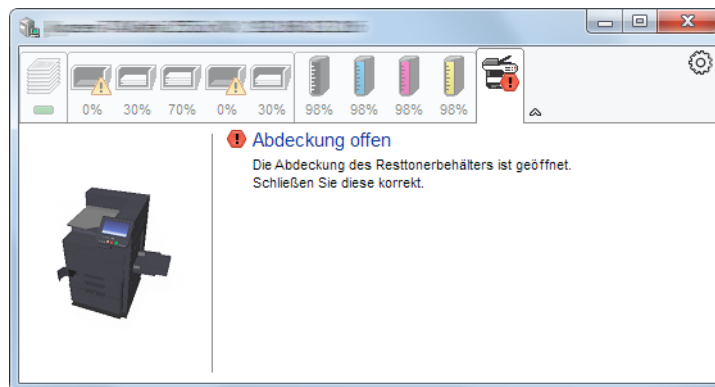 0% 30% 70% 0% 30% 98% 98% 98% 98%
Abdeckung offen
Die Abdeckung des Resttonerbehälters ist geöffnet.
Schließen Sie diese korrekt.